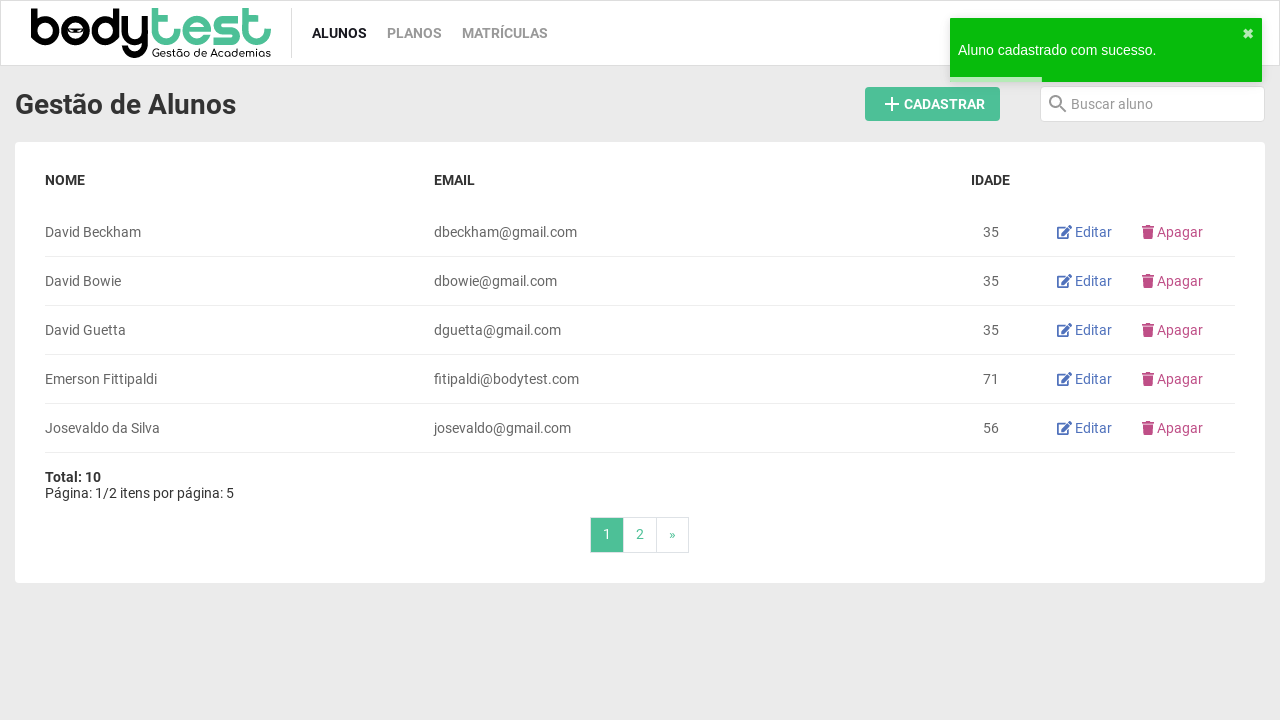 bodytest
Gestão de Academias
ALUNOS PLANOS MATRÍCULAS
Aluno cadastrado com sucesso.
✖
Gestão de Alunos
CADASTRAR
Buscar aluno
NOME EMAIL IDADE
David Beckham dbeckham@gmail.com 35 Editar Apagar
David Bowie dbowie@gmail.com 35 Editar Apagar
David Guetta dguetta@gmail.com 35 Editar Apagar
Emerson Fittipaldi fitipaldi@bodytest.com 71 Editar Apagar
Josevaldo da Silva josevaldo@gmail.com 56 Editar Apagar
Total: 10
Página: 1/2 itens por página: 5
1 2 »